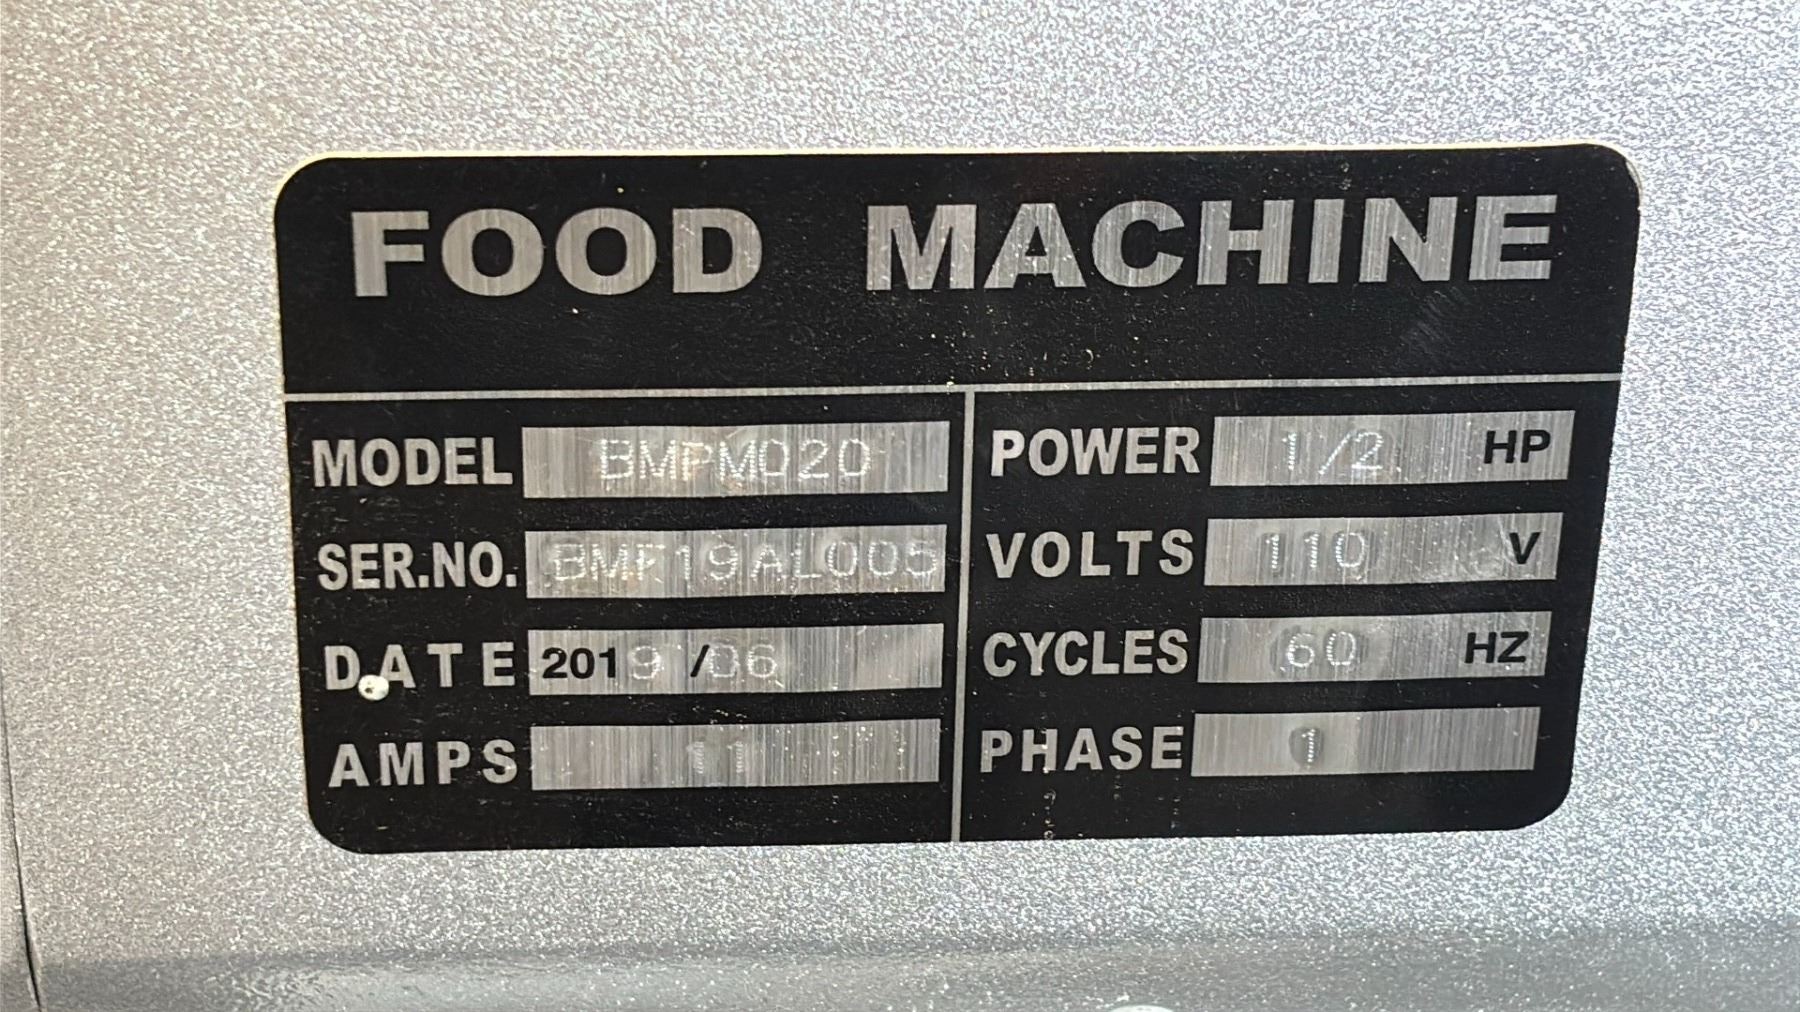 FOOD MACHINE
MODEL BMPM020
SER.NO. BMF19AL005
DATE 2019 /06
AMPS 11
POWER 1/2 HP
VOLTS 110 V
CYCLES 60 HZ
PHASE 1